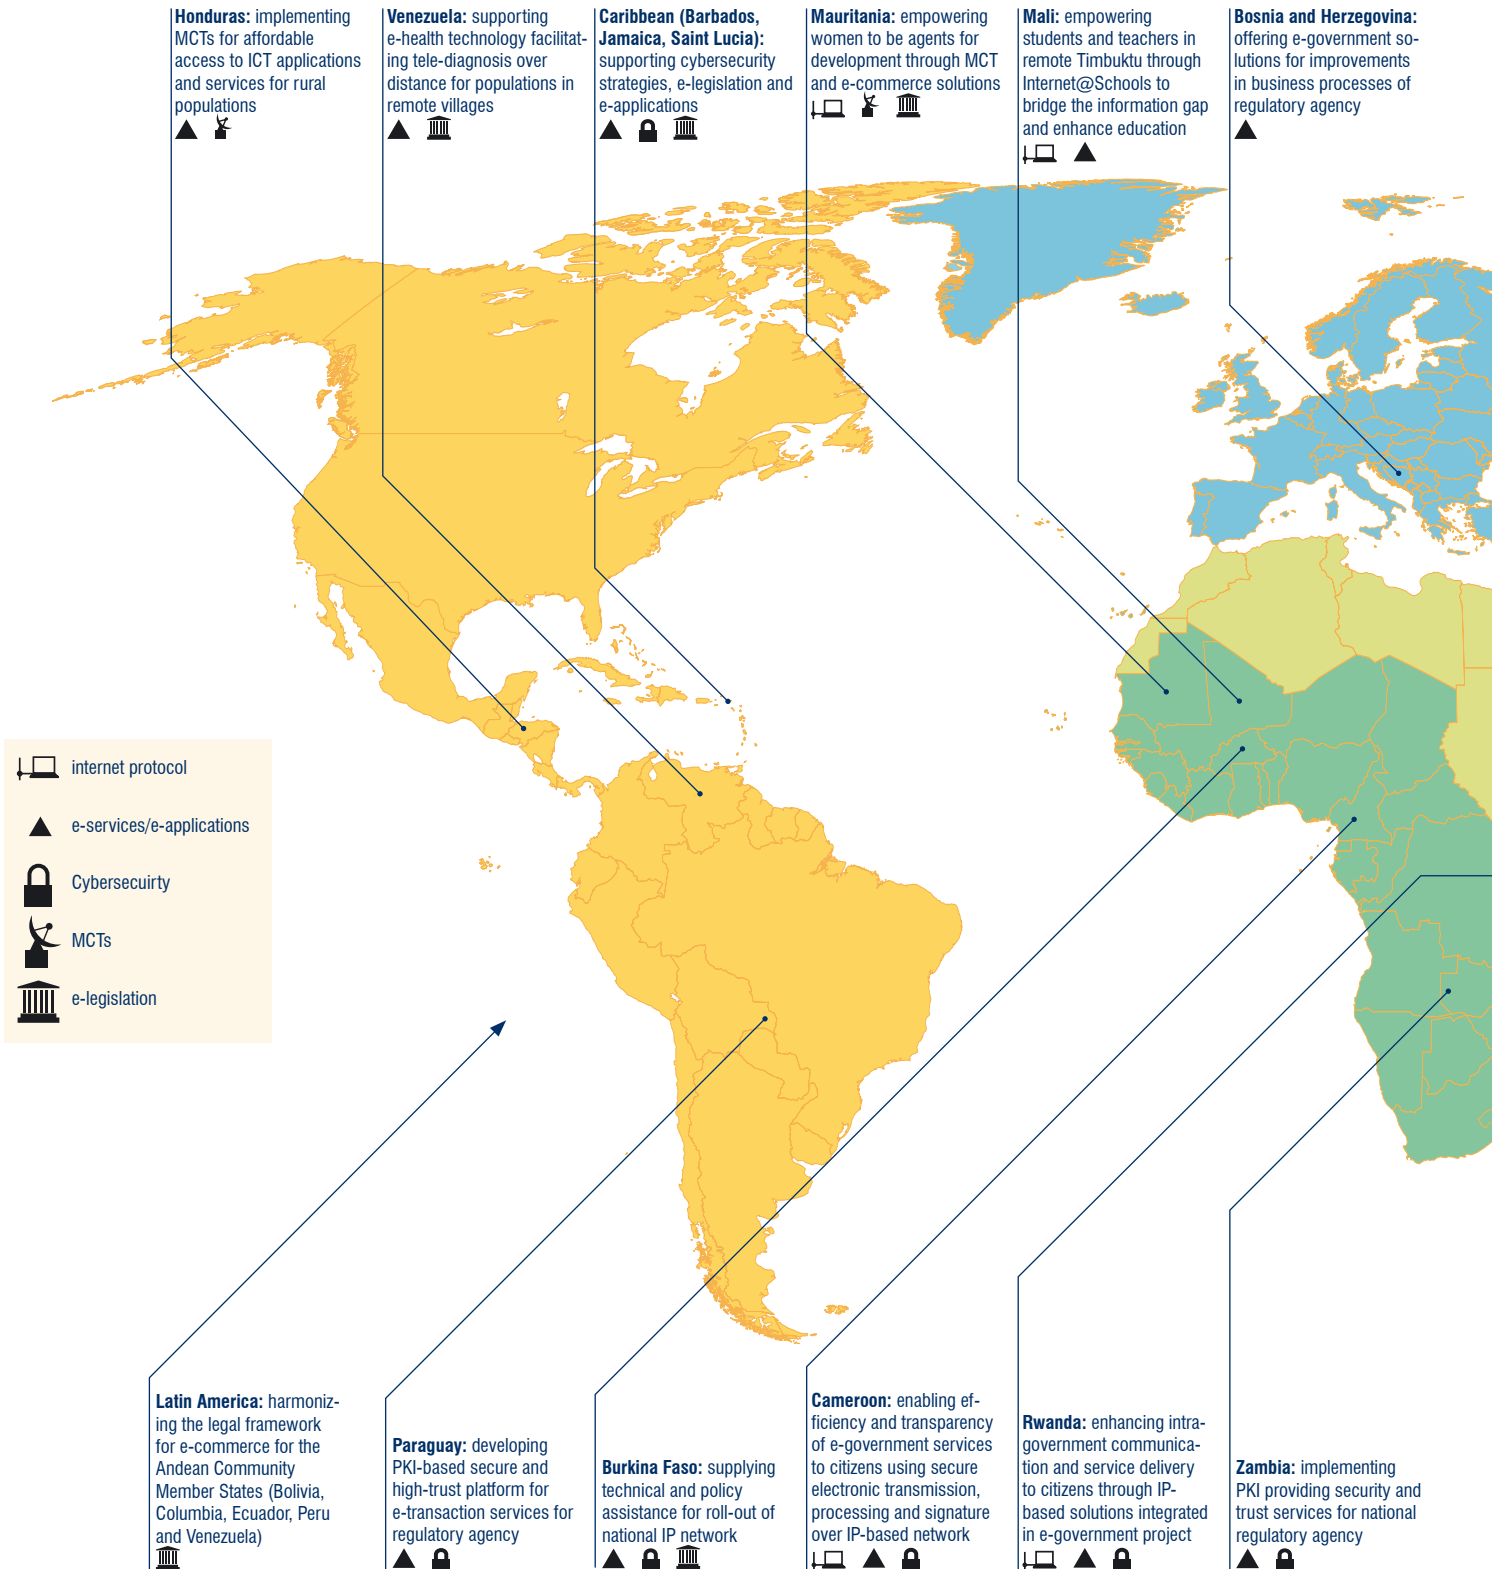 Honduras: implementing
MCTs for affordable
access to ICT applications
and services for rural
populations
Venezuela: supporting
e-health technology facilitat-
ing tele-diagnosis over
distance for populations in
remote villages
Caribbean (Barbados,
Jamaica, Saint Lucia):
supporting cybersecurity
strategies, e-legislation and
e-applications
Mauritania: empowering
women to be agents for
development through MCT
and e-commerce solutions
Mali: empowering
students and teachers in
remote Timbuktu through
Internet@Schools to
bridge the information gap
and enhance education
Bosnia and Herzegovina:
offering e-government so-
lutions for improvements
in business processes of
regulatory agency
internet protocol
e-services/e-applications
Cybersecuirty
MCTs
e-legislation
Latin America: harmoniz-
ing the legal framework
for e-commerce for the
Andean Community
Member States (Bolivia,
Columbia, Ecuador, Peru
and Venezuela)
Paraguay: developing
PKI-based secure and
high-trust platform for
e-transaction services for
regulatory agency
Burkina Faso: supplying
technical and policy
assistance for roll-out of
national IP network
Cameroon: enabling ef-
ficiency and transparency
of e-government services
to citizens using secure
electronic transmission,
processing and signature
over IP-based network
Rwanda: enhancing intra-
government communica-
tion and service delivery
to citizens through IP-
based solutions integrated
in e-government project
Zambia: implementing
PKI providing security and
trust services for national
regulatory agency